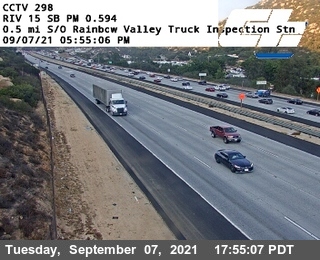 CCTV 298
RIV 15 SB PM 0.594
0.5 mi S/O Rainbcw Valley Truck Inspection Stn
09/07/21 05:55:06 PM
Tuesday, September 07, 2021 17:55:07 PDT